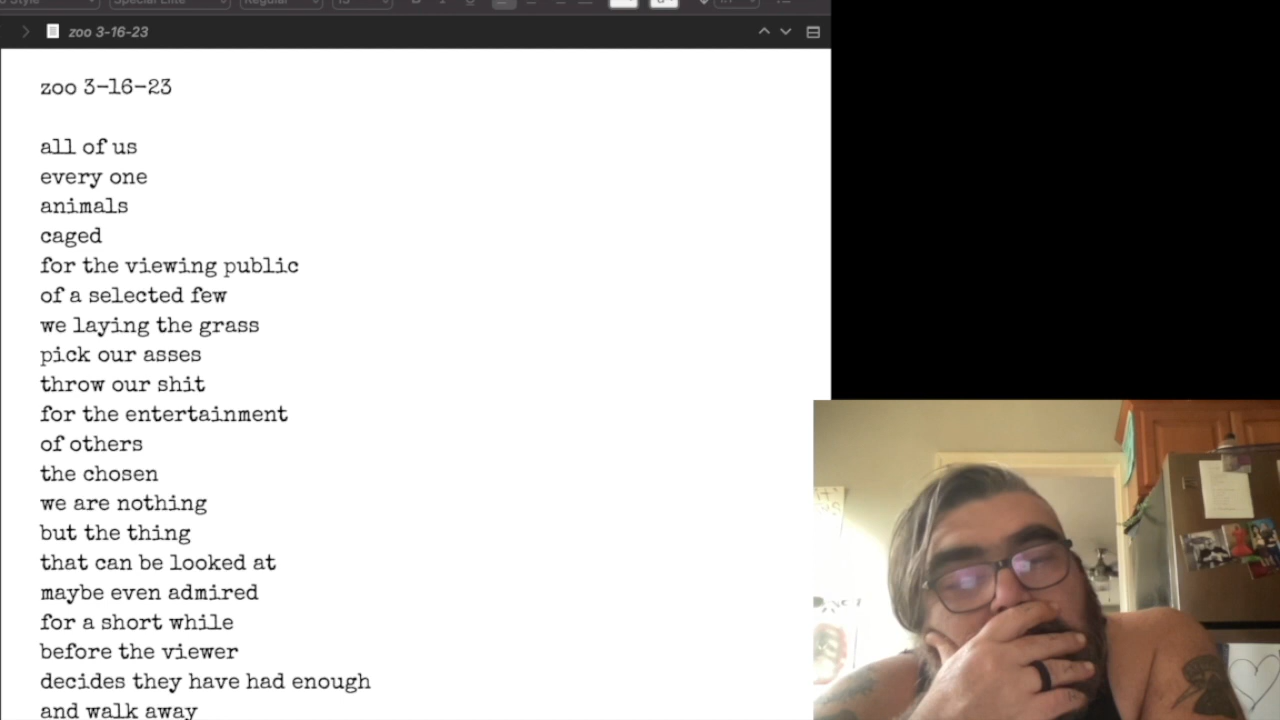 Special Elite
Regular
zoo 3-16-23
zoo 3-16-23
all of us
every one
animals
caged
for the viewing public
of a selected few
we laying the grass
pick our asses
throw our shit
for the entertainment
of others
the chosen
we are nothing
but the thing
that can be looked at
maybe even admired
for a short while
before the viewer
decides they have had enough
and walk away